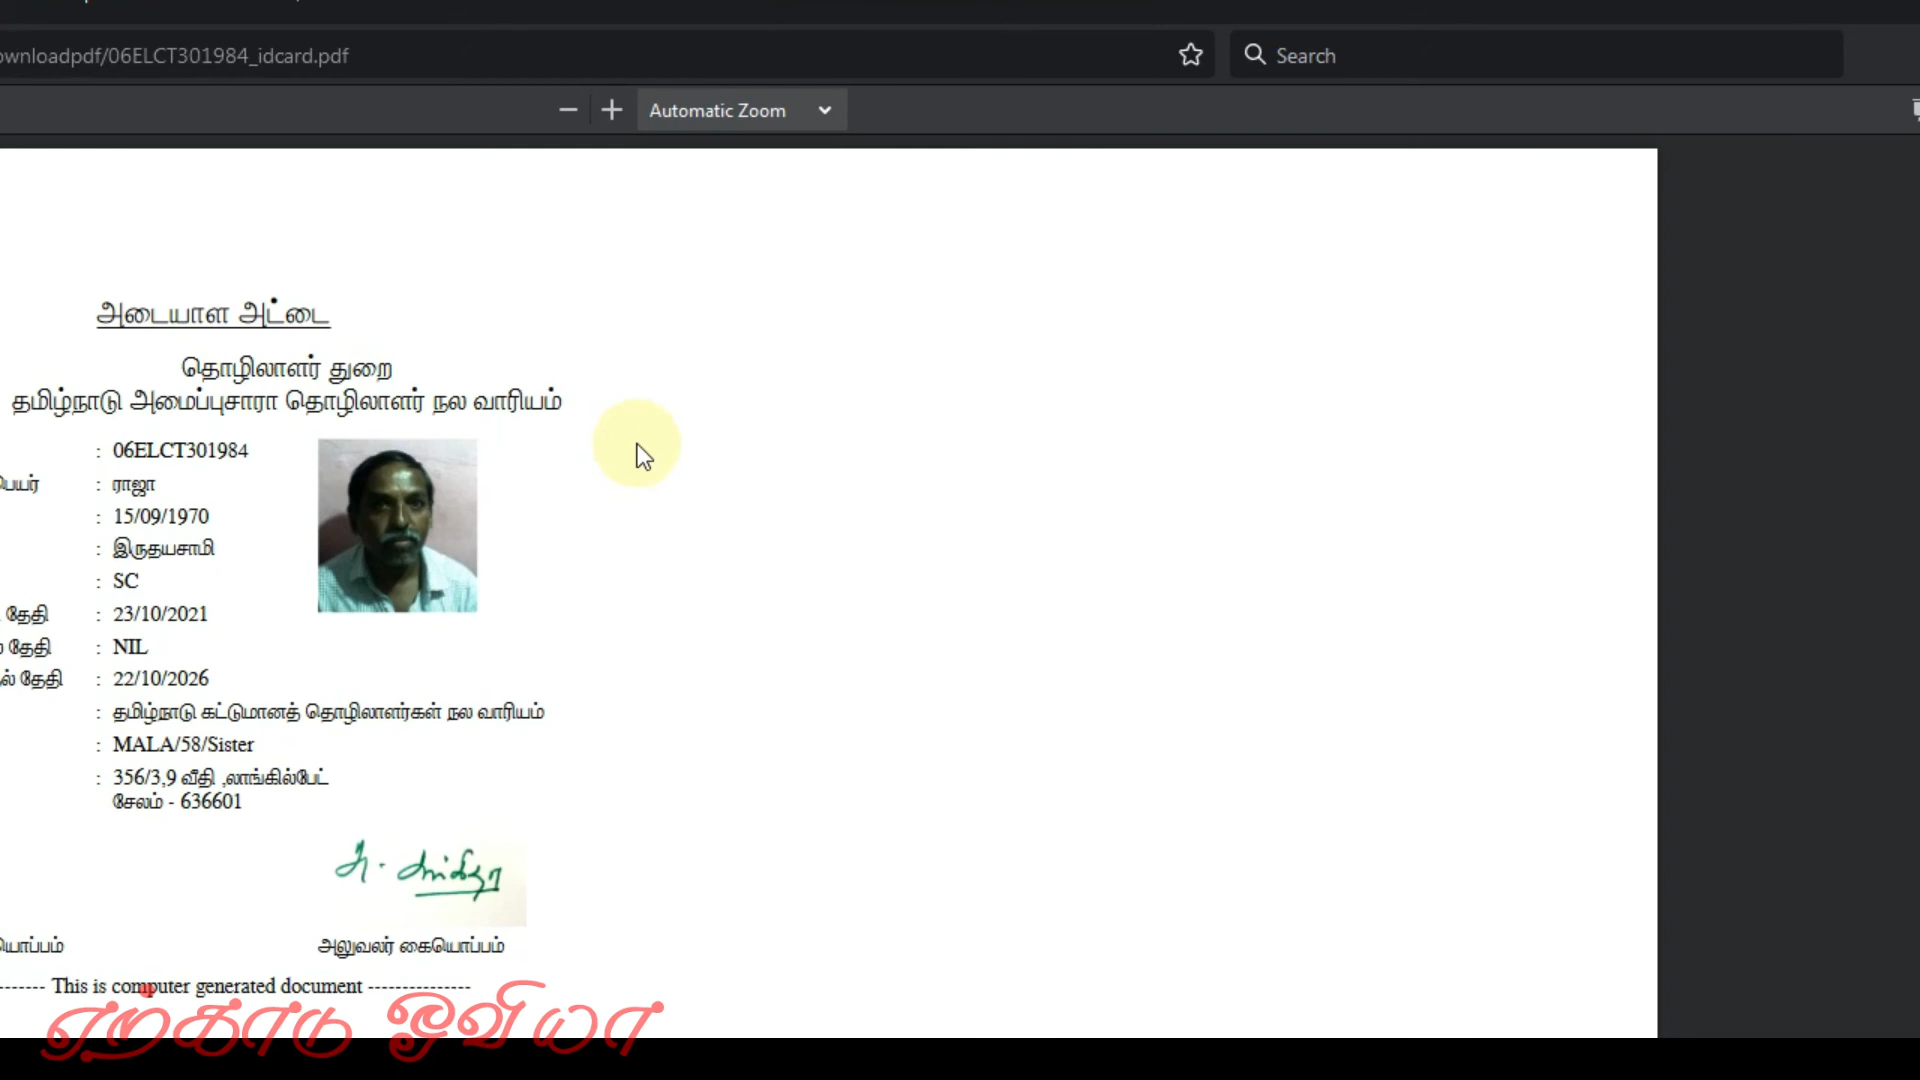 ownloadpdf/06ELCT301984_idcard.pdf
Search
Automatic Zoom
அடையாள அட்டை
தொழிலாளர் துறை
தமிழ்நாடு அமைப்புசாரா தொழிலாளர் நல வாரியம்
: 06ELCT301984
பெயர் : ராஜா
: 15/09/1970
: இருதயசாமி
: SC
தேதி : 23/10/2021
தேதி : NIL
தேதி : 22/10/2026
: தமிழ்நாடு கட்டுமானத் தொழிலாளர்கள் நல வாரியம்
: MALA/58/Sister
: 356/3,9 வீதி ,லாங்கில்பேட்
சேலம் - 636601
யொப்பம் அலுவலர் கையொப்பம்
------- This is computer generated document ---------------
ஏற்காடு ஓவியா